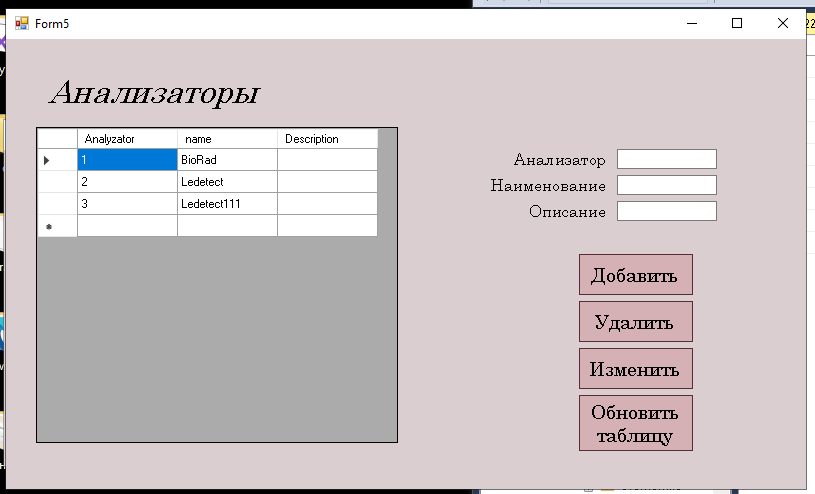 Form5
Анализаторы
Analyzator name Description
1 BioRad
2 Ledetect
3 Ledetect111
Анализатор
Наименование
Описание
Добавить
Удалить
Изменить
Обновить
таблицу